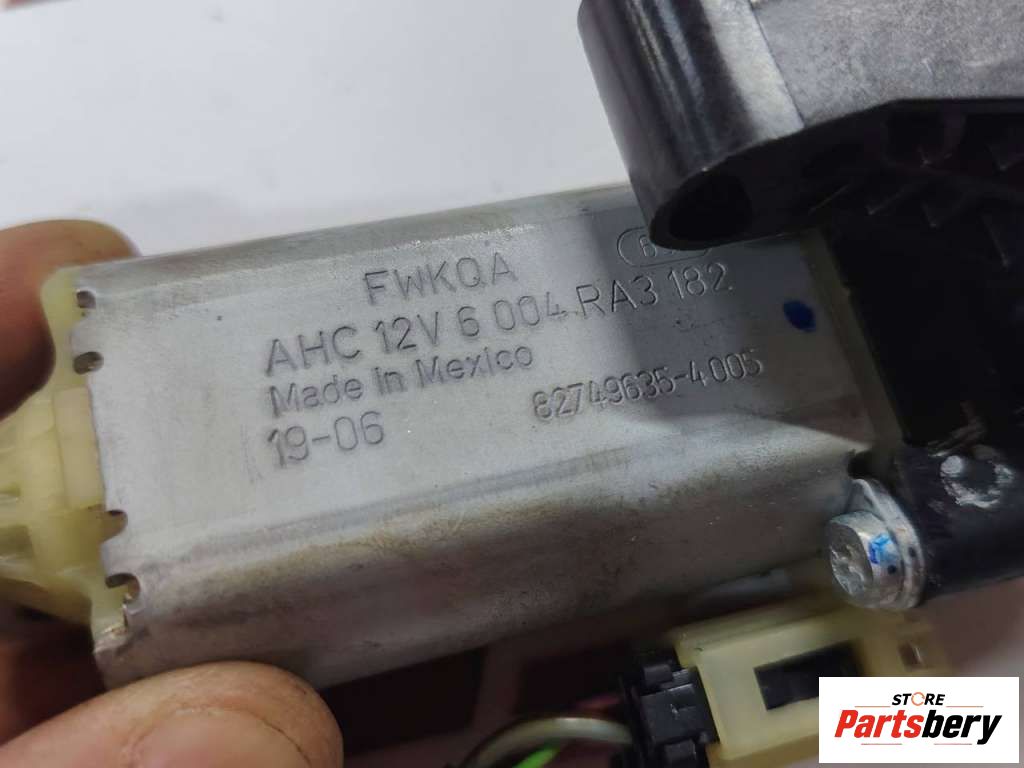 FWKQA
AHC 12V 6 004.RA3 182
Made in Mexico
82749635-4005
19-06
STORE
Partsbery